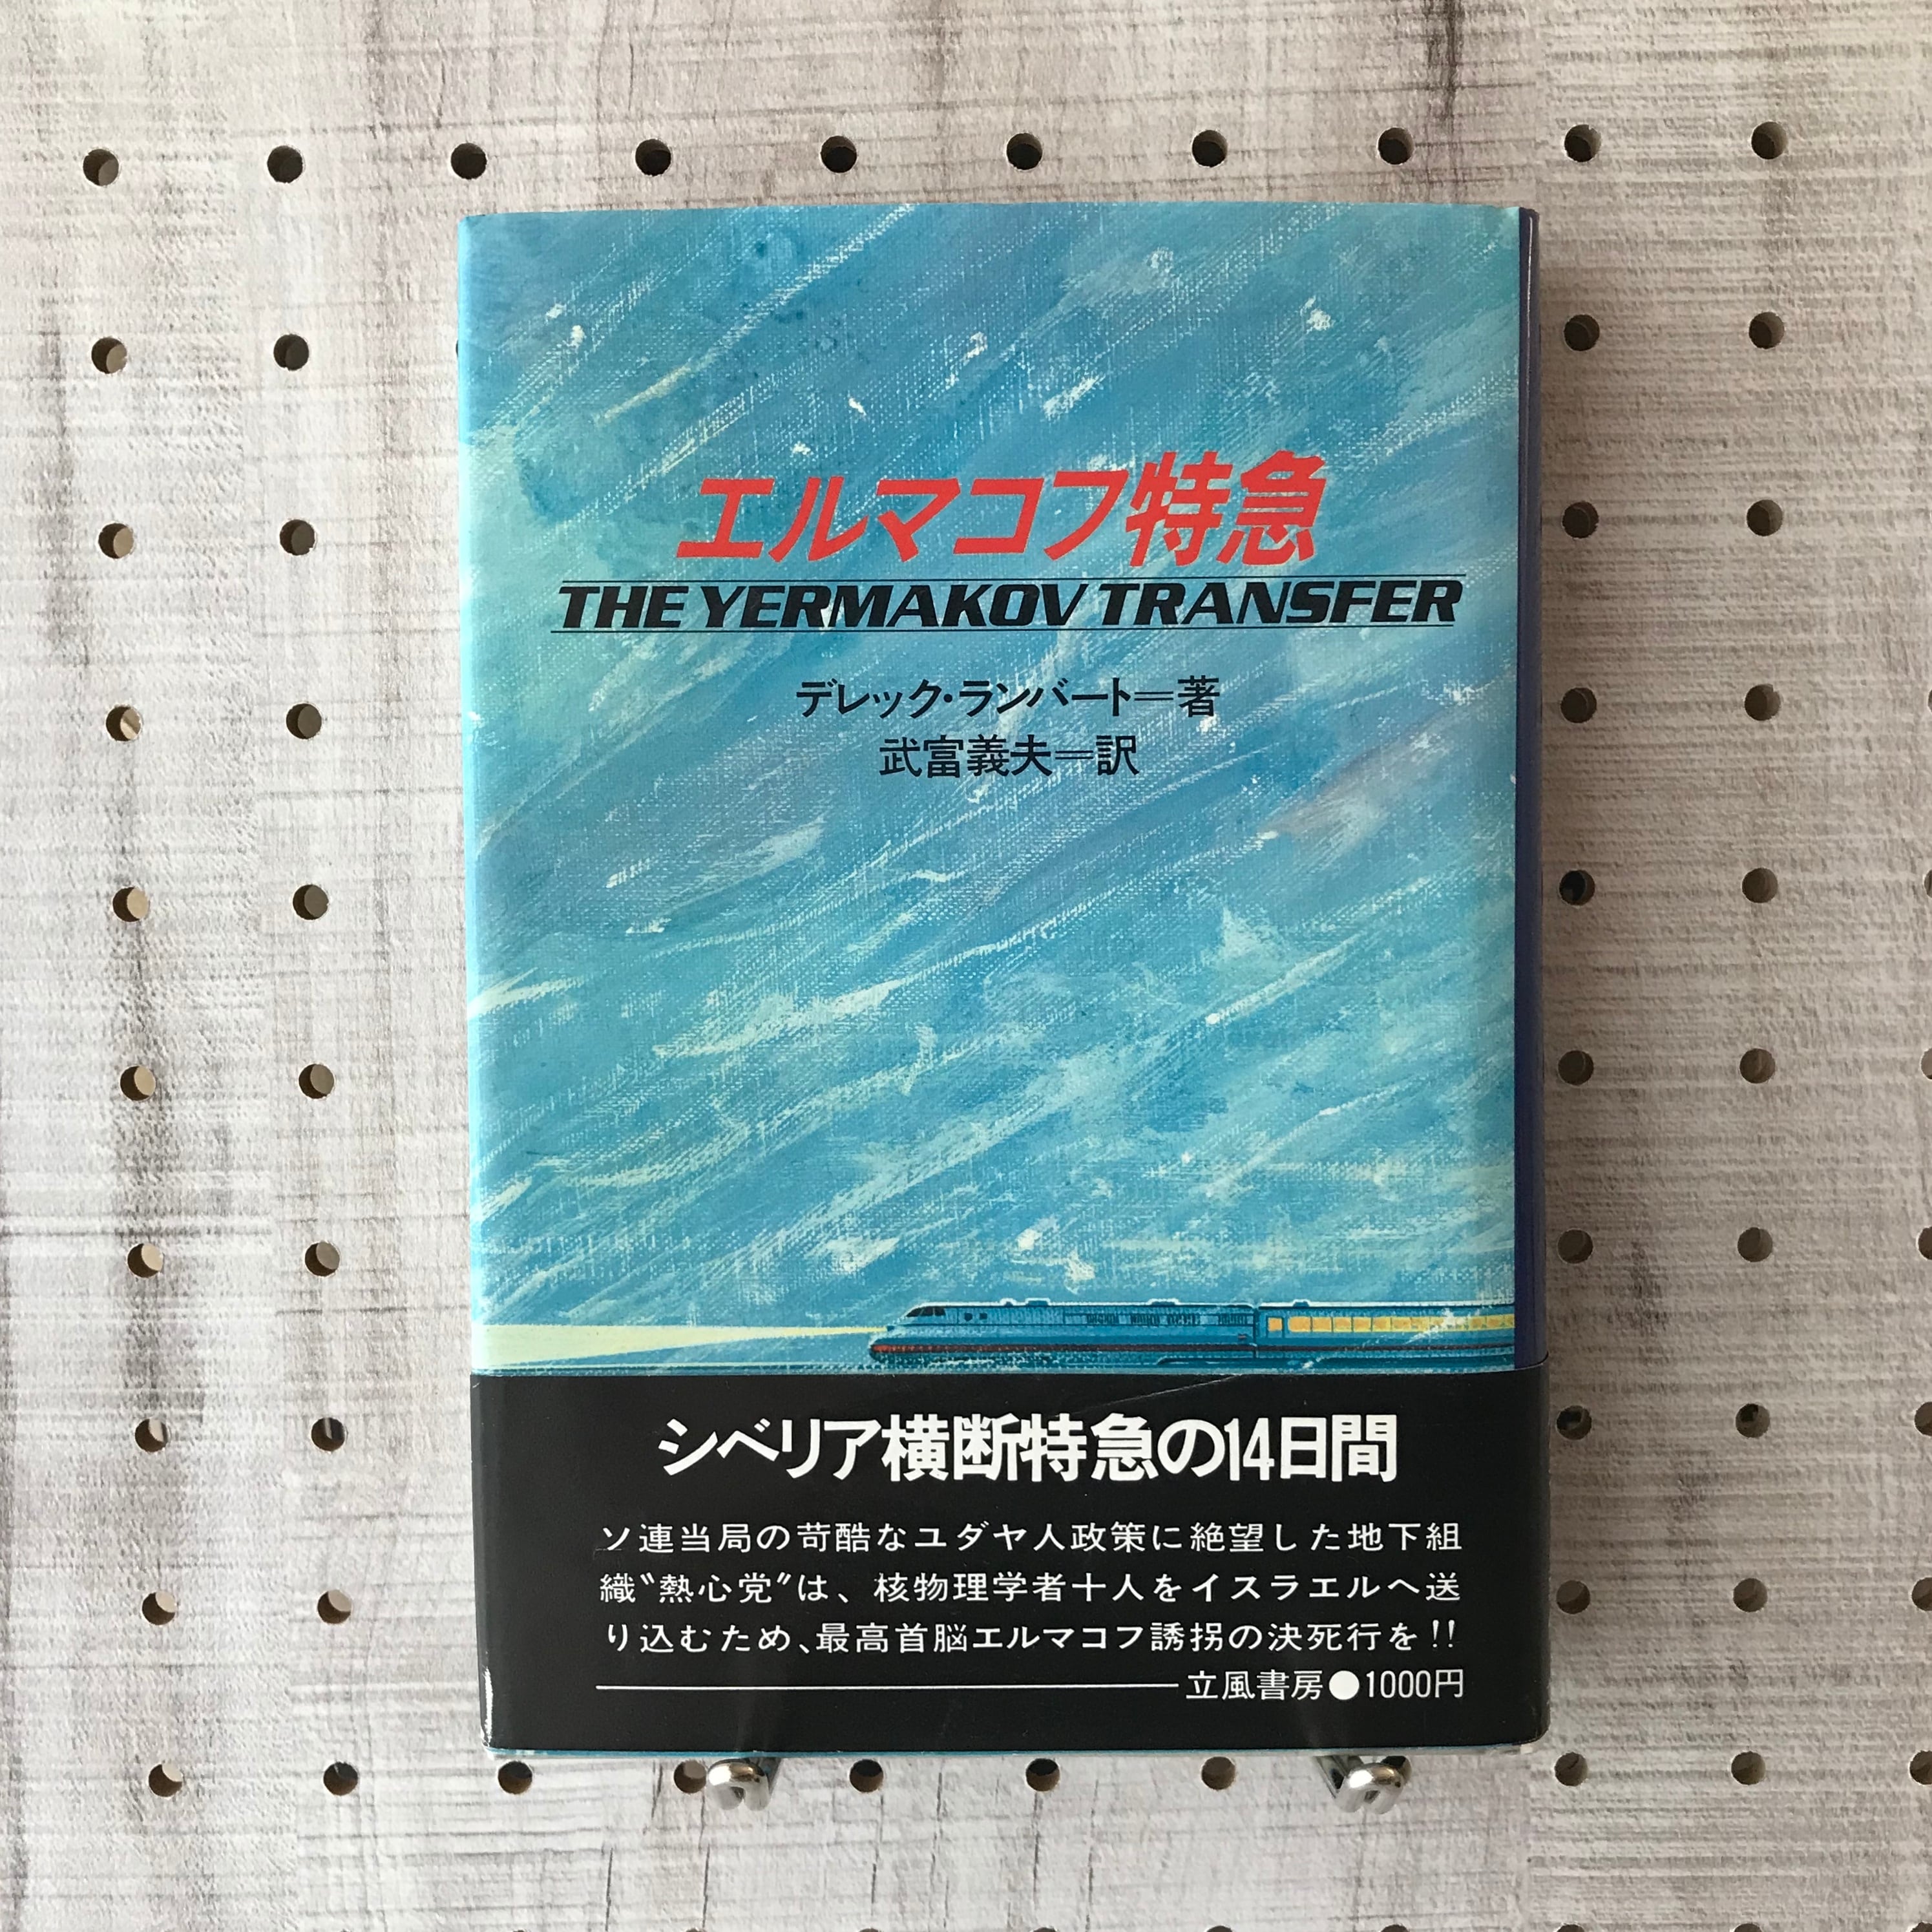 エルマコフ特急
THE YERMAKOV TRANSFER
デレック・ランバート=著
武富義夫=訳
シベリア横断特急の14日間
ソ連当局の苛酷なユダヤ人政策に絶望した地下組
織〝熱心党〞は、核物理学者十人をイスラエルへ送
り込むため、最高首脳エルマコフ誘拐の決死行を!!
立風書房●1000円